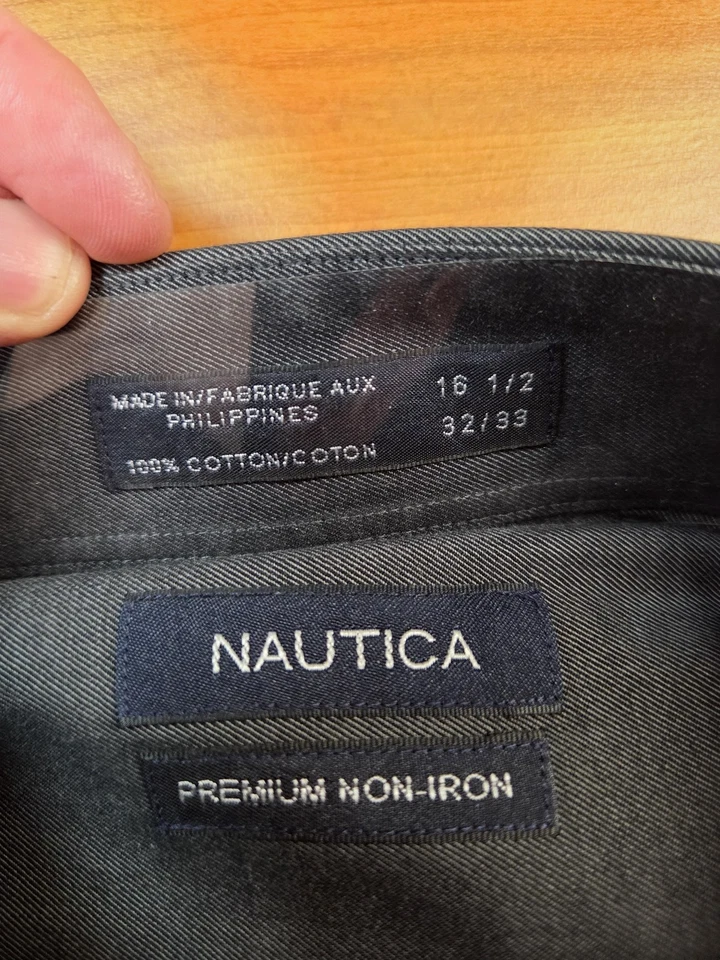 MADE IN/FABRIQUE AUX
PHILIPPINES
100% COTTON/COTON
16 1/2
32/33
NAUTICA
PREMIUM NON-IRON